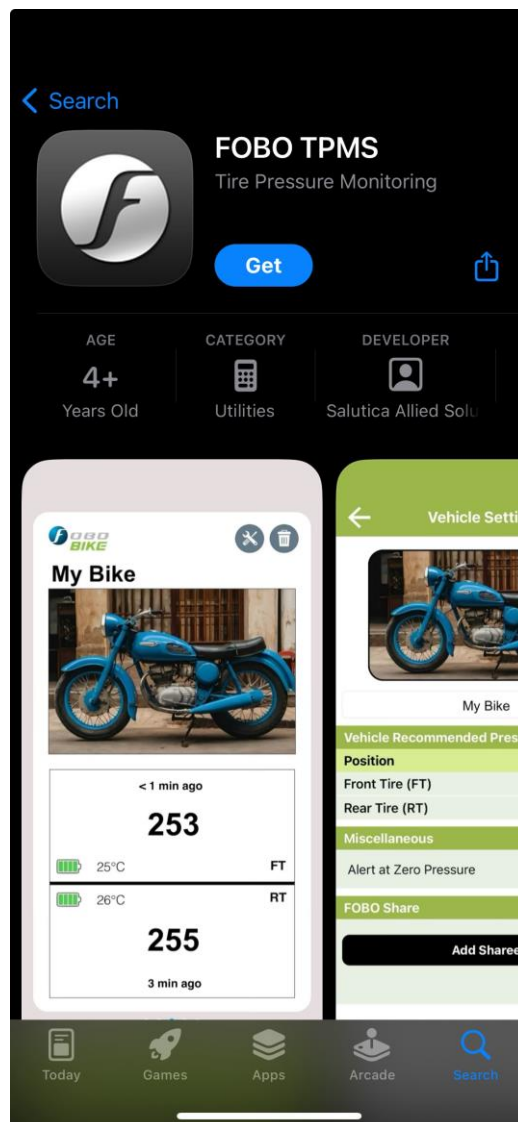 Search
FOBO TPMS
Tire Pressure Monitoring
Get
AGE
CATEGORY
DEVELOPER
4+
Years Old
Utilities
Salutica Allied Solu
FOBO
BIKE
My Bike
< 1 min ago
253
25°C
FT
26°C
RT
255
3 min ago
Vehicle Setti
My Bike
Vehicle Recommended Pres
Position
Front Tire (FT)
Rear Tire (RT)
Miscellaneous
Alert at Zero Pressure
FOBO Share
Add Sharee
Today
Games
Apps
Arcade
Search